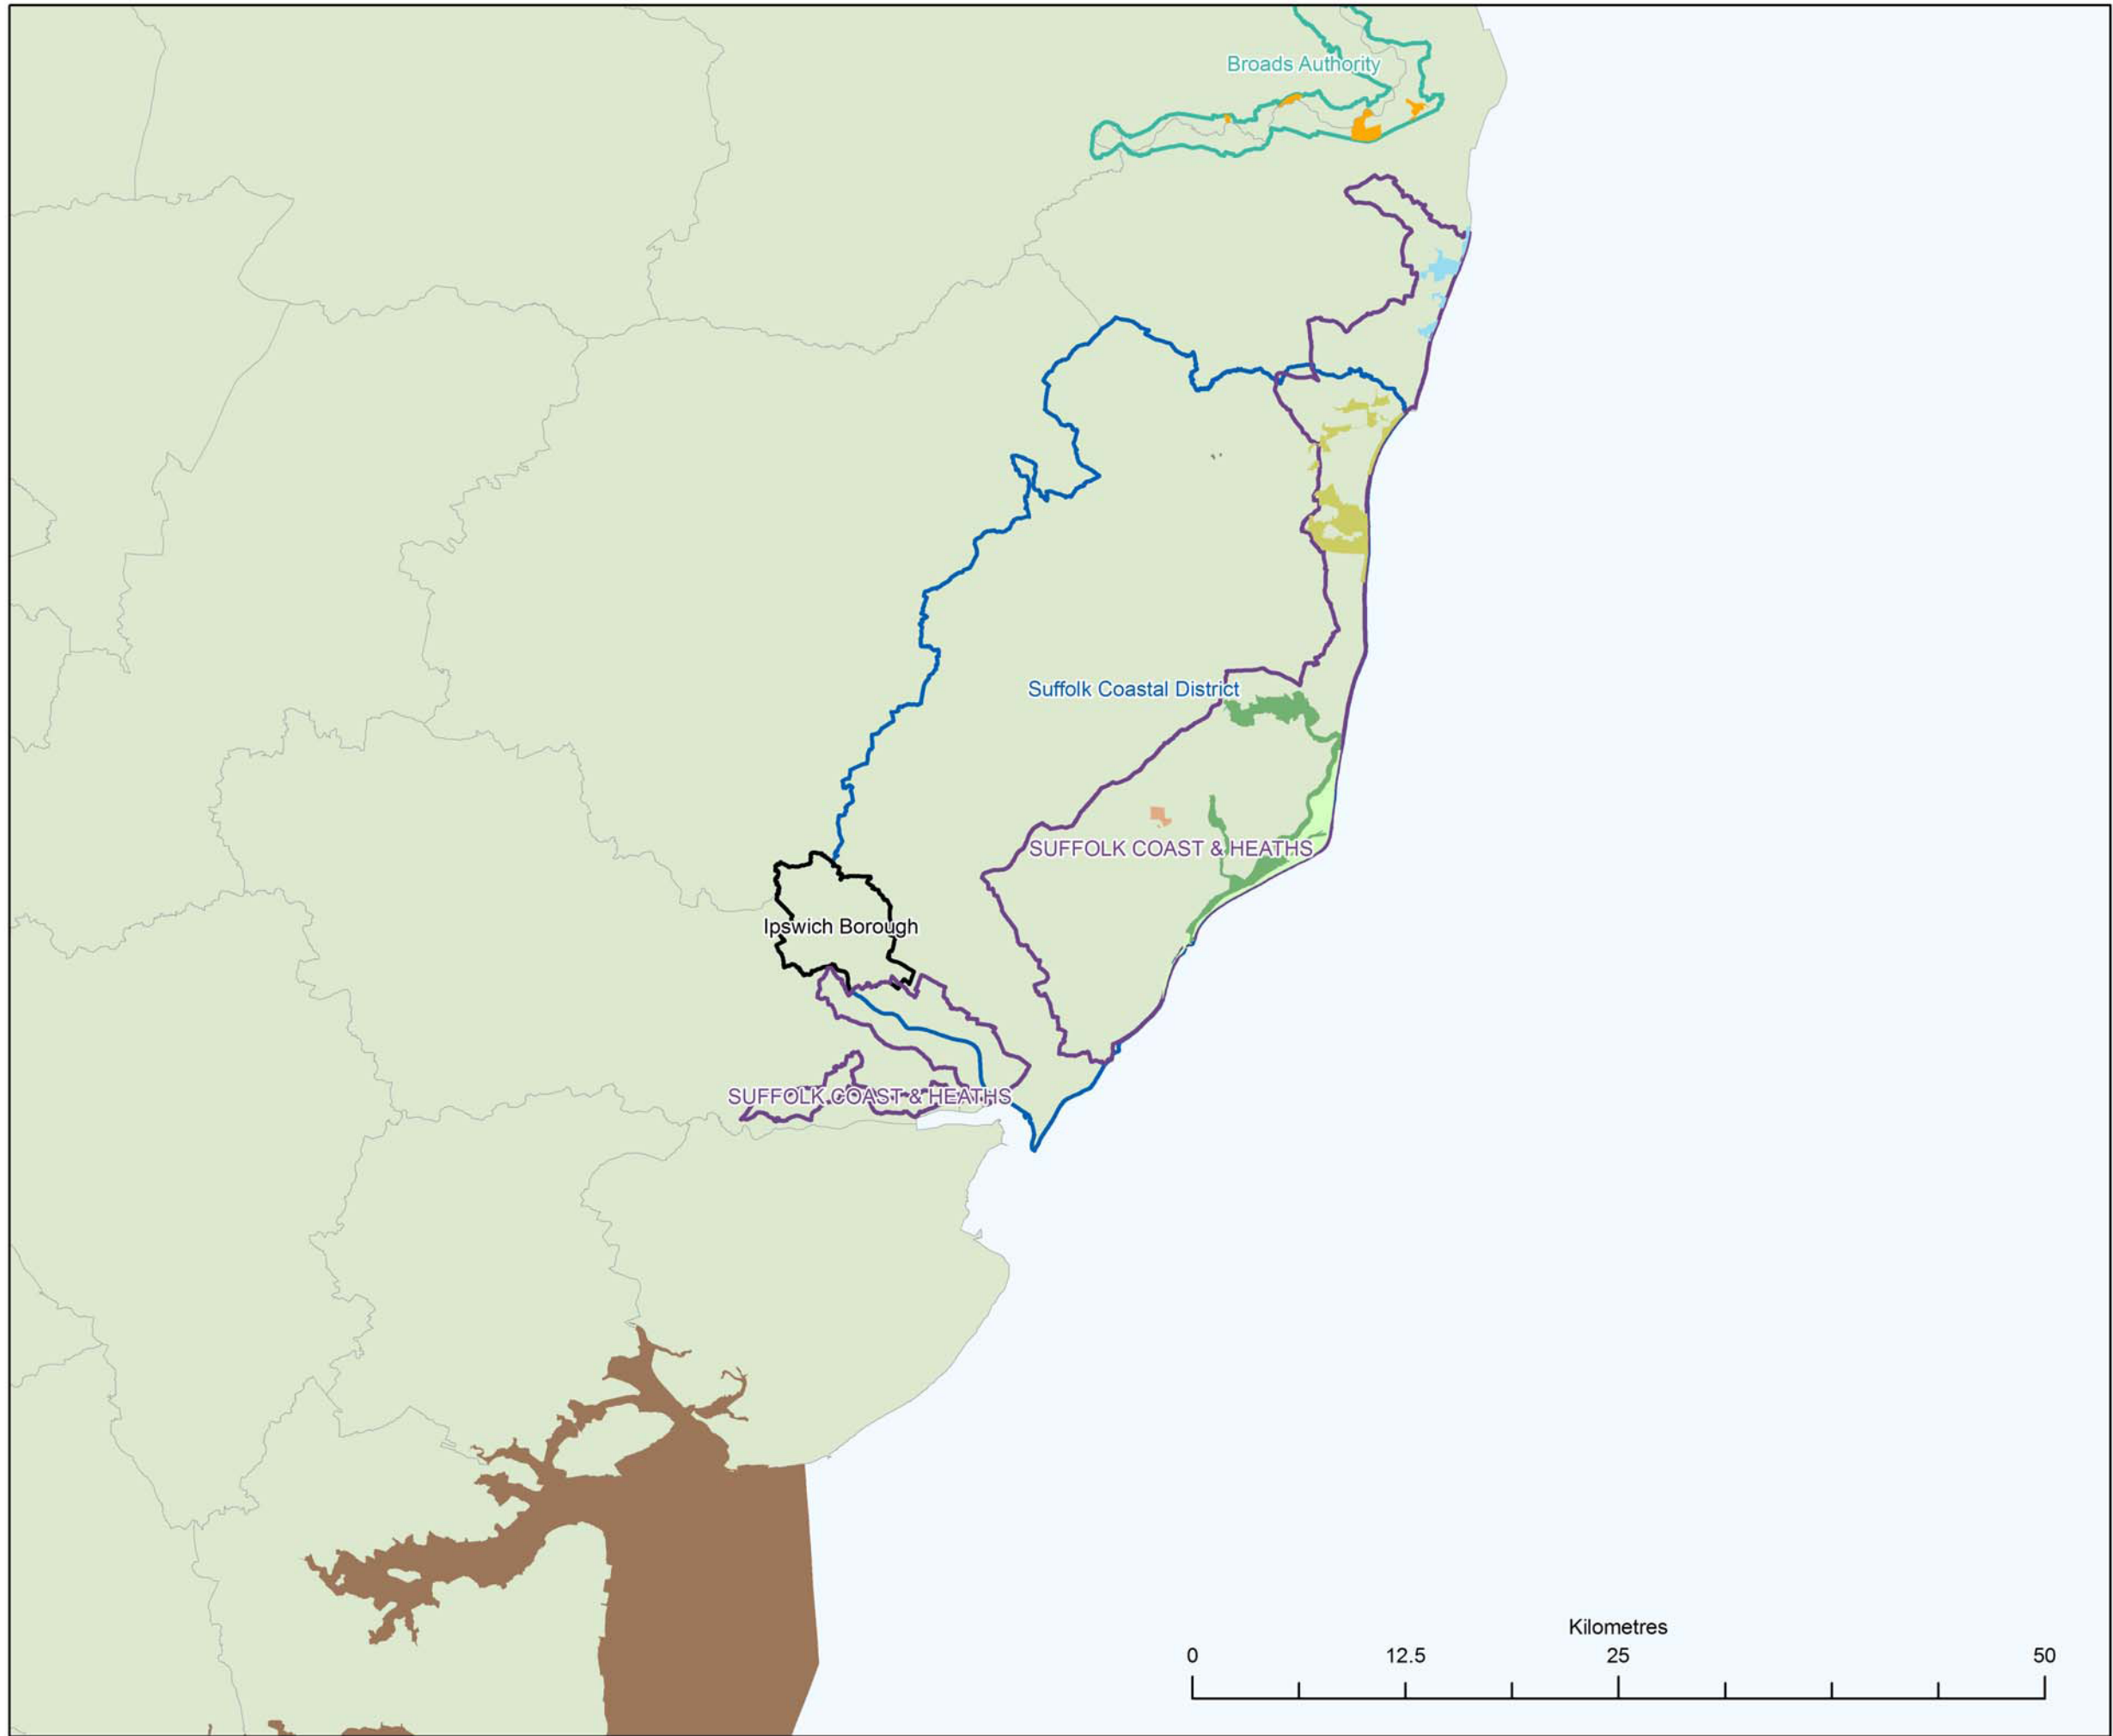 Broads Authority
Suffolk Coastal District
SUFFOLK COAST & HEATHS
Ipswich Borough
SUFFOLK COAST & HEATHS
Kilometres
0 12.5 25 50